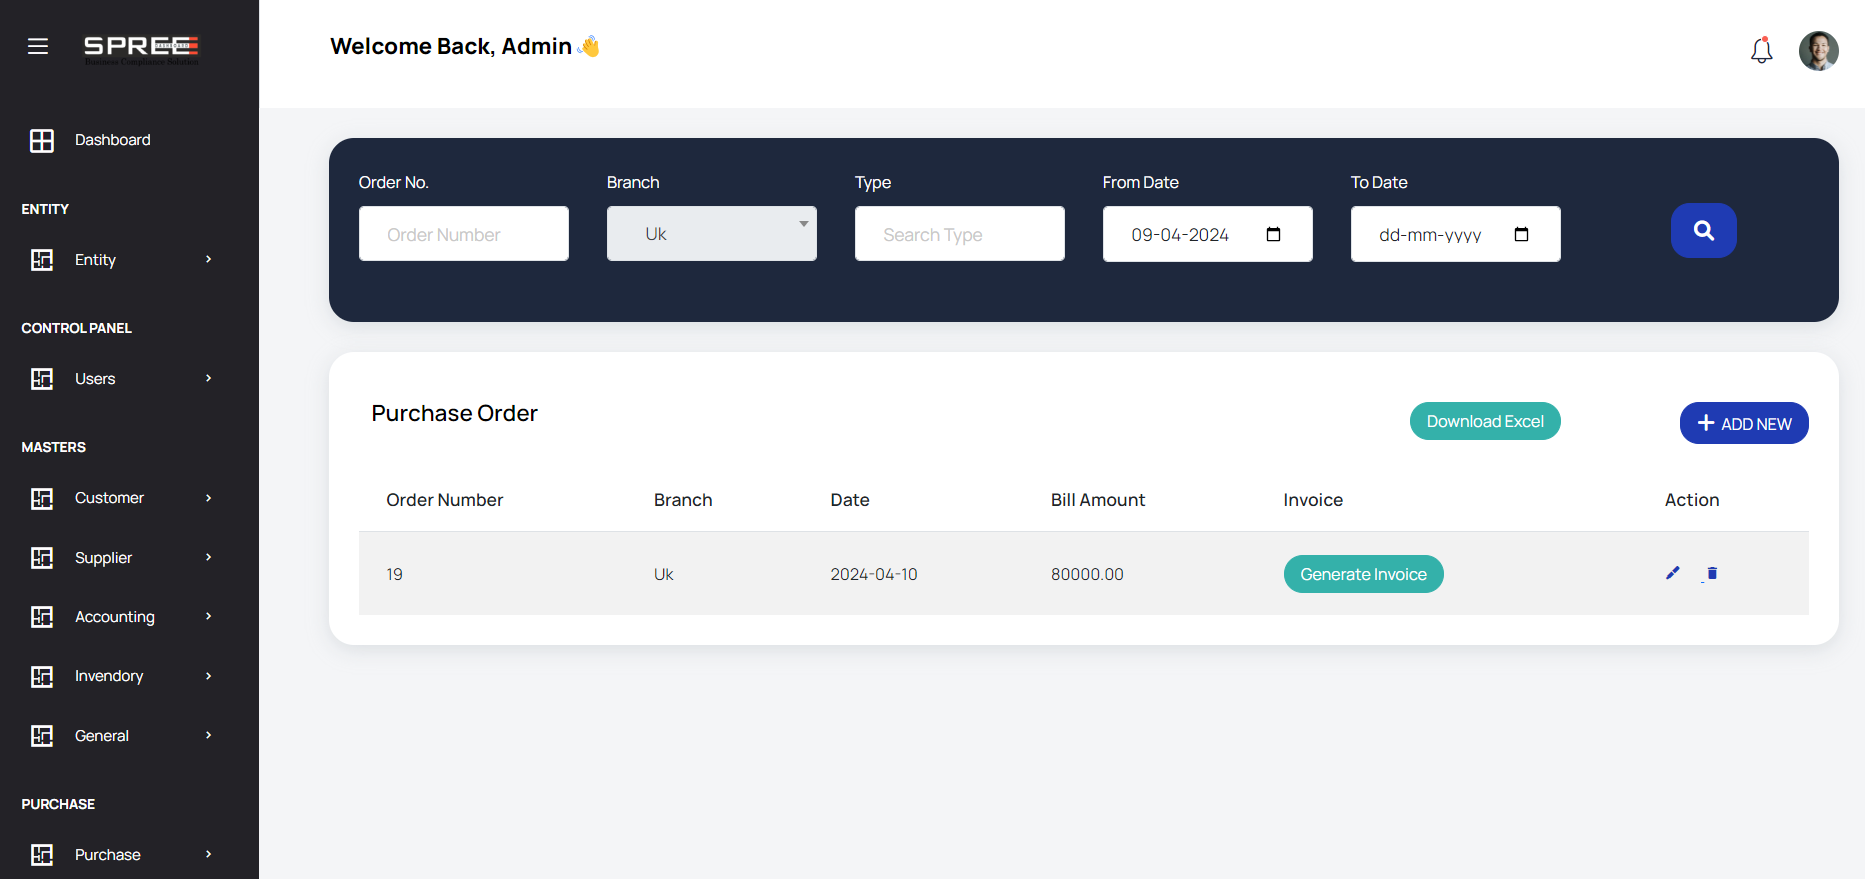 SPREE
DASHBOARD
Business Compliance Solution
Welcome Back, Admin 👋
Dashboard
ENTITY
Entity
CONTROL PANEL
Users
MASTERS
Customer
Supplier
Accounting
Invendory
General
PURCHASE
Purchase
Order No. Branch Type From Date To Date
Order Number Uk Search Type 09-04-2024 dd-mm-yyyy
Purchase Order
Download Excel
ADD NEW
Order Number Branch Date Bill Amount Invoice Action
19 Uk 2024-04-10 80000.00 Generate Invoice